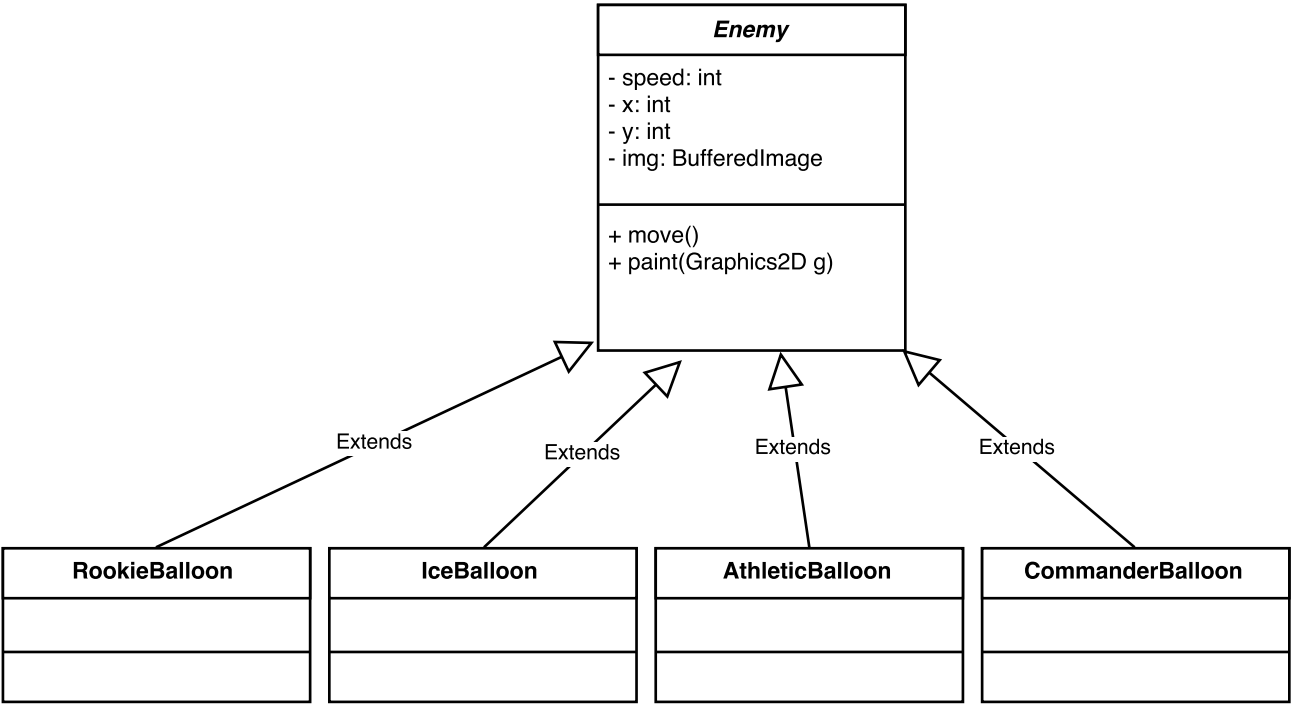 Enemy
- speed: int
- x: int
- y: int
- img: BufferedImage
+ move()
+ paint(Graphics2D g)
Extends
Extends
Extends
Extends
RookieBalloon
IceBalloon
AthleticBalloon
CommanderBalloon